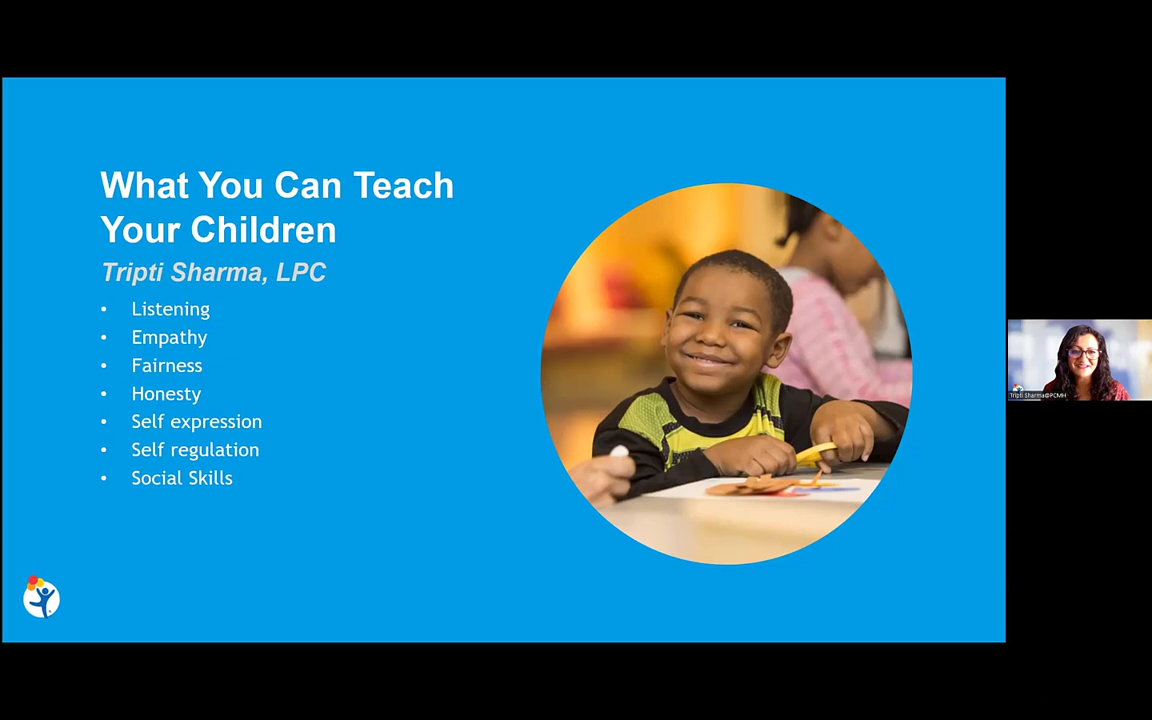 What You Can Teach
Your Children
Tripti Sharma, LPC
• Listening
• Empathy
• Fairness
• Honesty
• Self expression
• Self regulation
• Social Skills
Tripti Sharma@PCMH